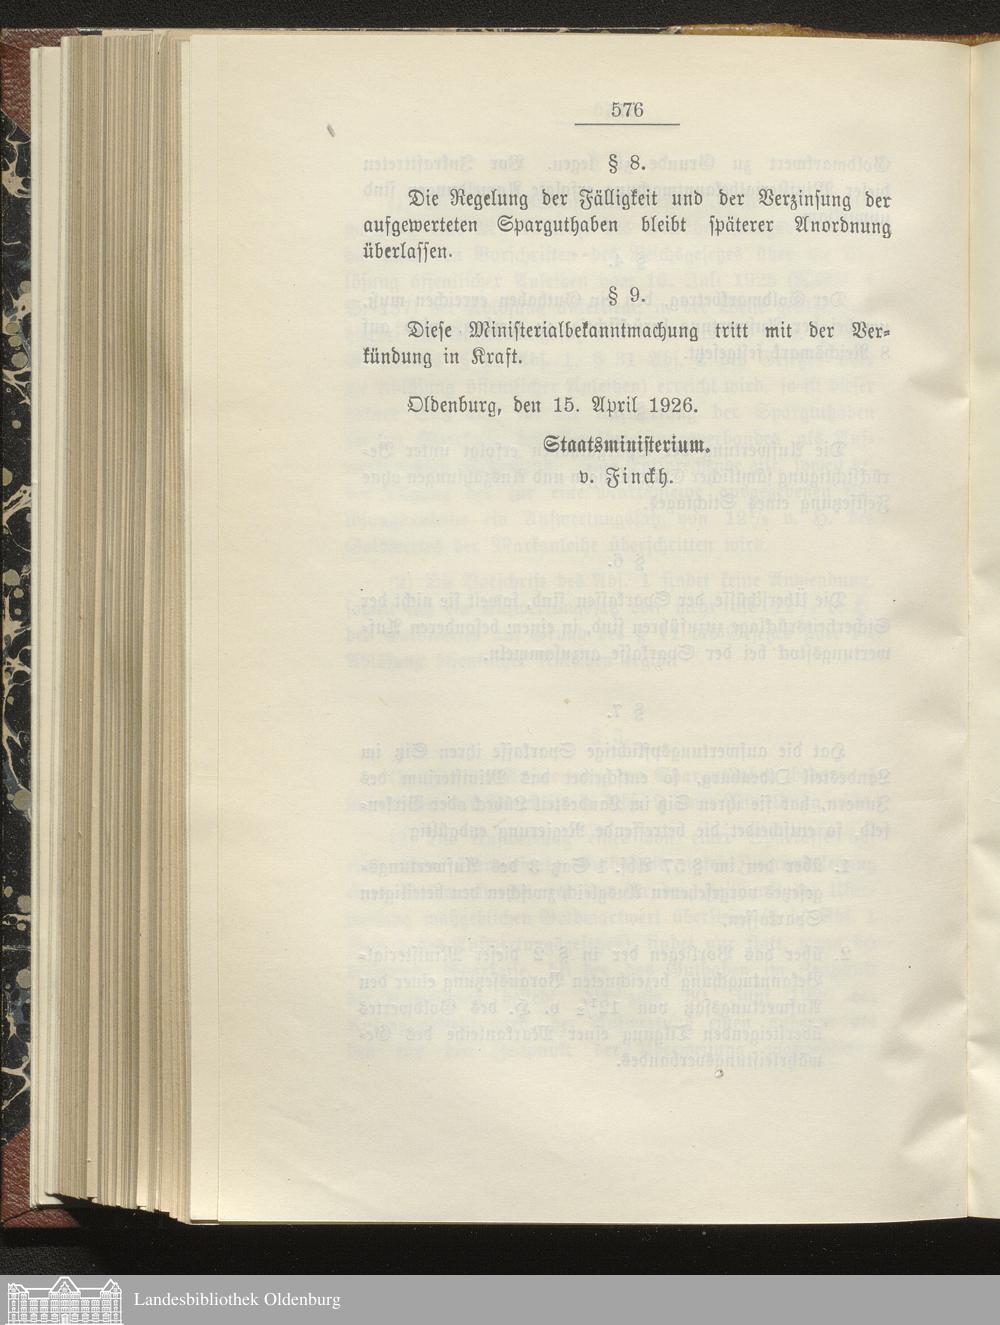 576
§ 8.
Die Regelung der Fälligkeit und der Verzinsung der
aufgewerteten Sparguthaben bleibt späterer Anordnung
überlassen.
§ 9.
Diese Ministerialbekanntmachung tritt mit der Ver-
kündung in Kraft.
Oldenburg, den 15. April 1926.
Staatsministerium.
v. Finckh.
Landesbibliothek Oldenburg